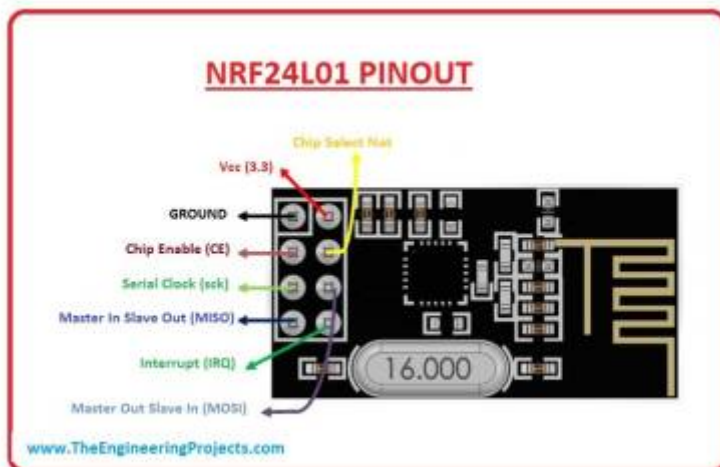 NRF24L01 PINOUT
Chip Select Not
Vcc (3.3)
GROUND
Chip Enable (CE)
Serial Clock (sck)
Master In Slave Out (MISO)
Interrupt (IRQ)
16.000
Master Out Slave In (MOSI)
www.TheEngineeringProjects.com